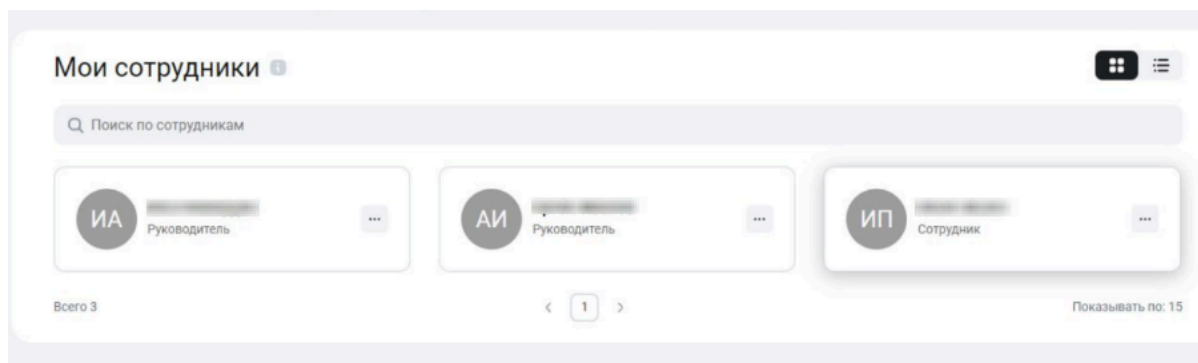 Мои сотрудники
Поиск по сотрудникам
ИА
Руководитель
АИ
Руководитель
ИП
Сотрудник
Всего 3
1
Показывать по: 15